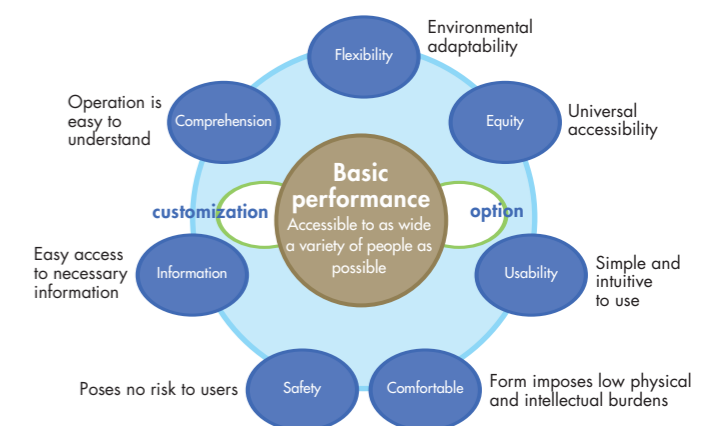 Environmental
adaptability
Flexibility
Operation is
easy to
understand
Comprehension
Equity
Universal
accessibility
Basic
performance
Accessible to as wide
a variety of people as
possible
customization
option
Easy access
to necessary
information
Information
Usability
Simple and
intuitive
to use
Poses no risk to users
Safety
Comfortable
Form imposes low physical
and intellectual burdens